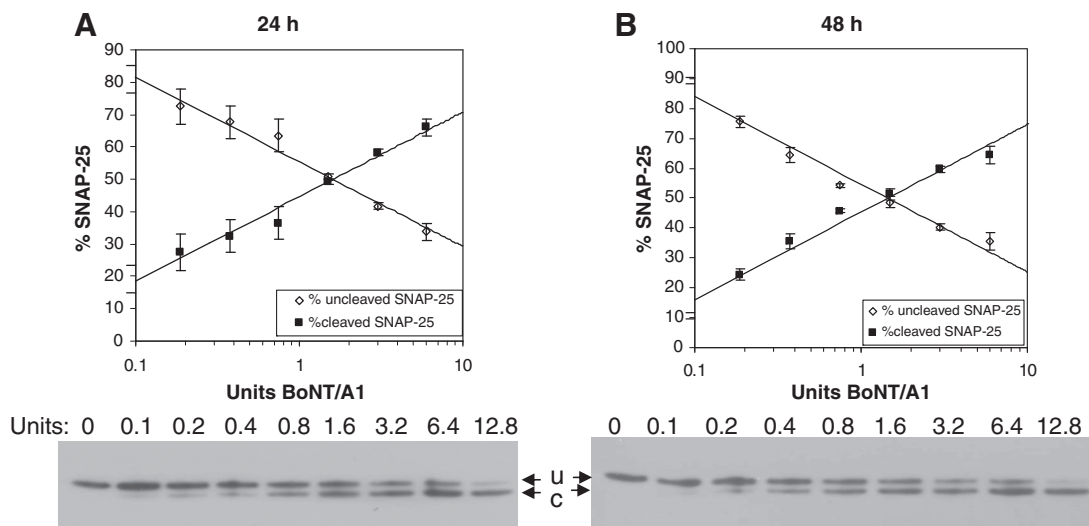 A
24 h
% SNAP-25
90
80
70
60
50
40
30
20
10
0
◇ % uncleaved SNAP-25
■ %cleaved SNAP-25
0.1 1 10
Units BoNT/A1
B
48 h
% SNAP-25
100
90
80
70
60
50
40
30
20
10
0
◇ % uncleaved SNAP-25
■ %cleaved SNAP-25
0.1 1 10
Units BoNT/A1
Units: 0 0.1 0.2 0.4 0.8 1.6 3.2 6.4 12.8
0 0.1 0.2 0.4 0.8 1.6 3.2 6.4 12.8
u
c